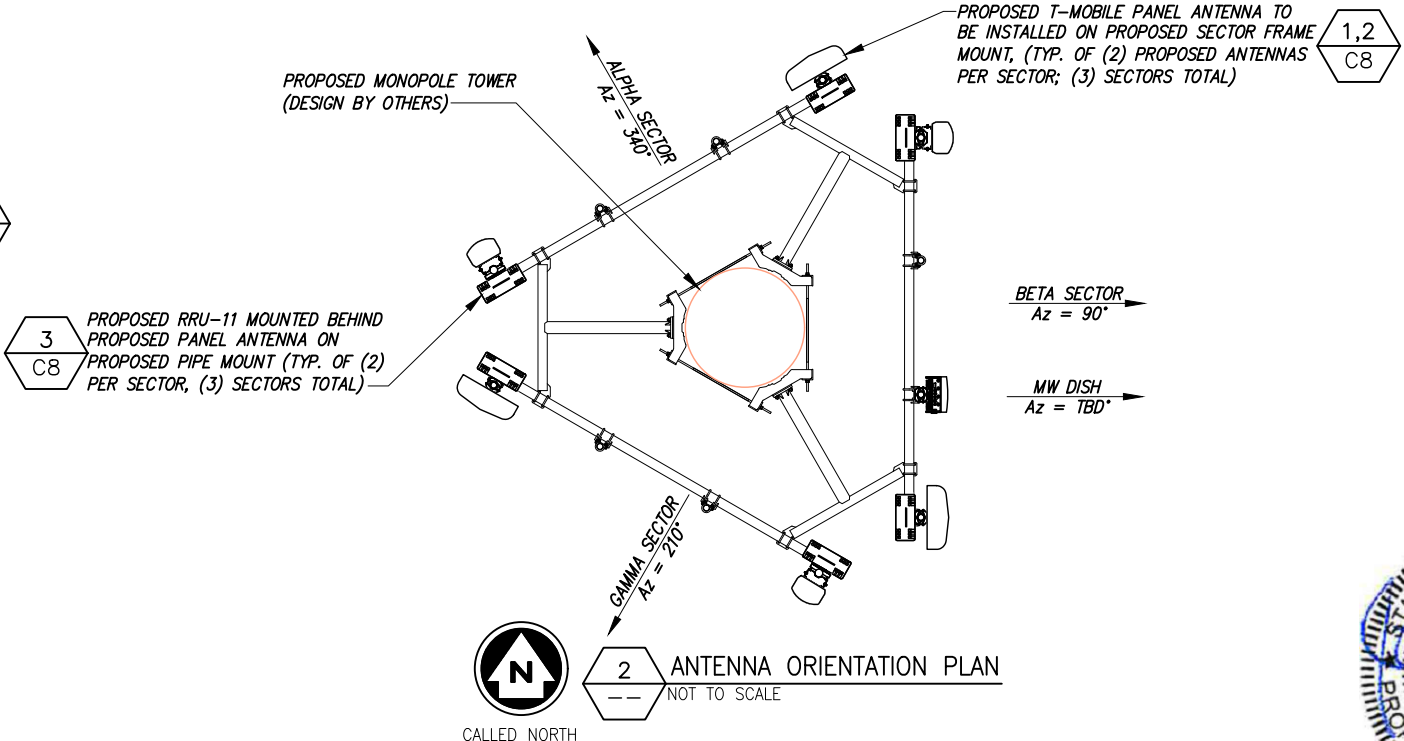 PROPOSED T-MOBILE PANEL ANTENNA TO
BE INSTALLED ON PROPOSED SECTOR FRAME
MOUNT, (TYP. OF (2) PROPOSED ANTENNAS
PER SECTOR; (3) SECTORS TOTAL)
1,2
C8
PROPOSED MONOPOLE TOWER
(DESIGN BY OTHERS)
ALPHA SECTOR
Az = 340°
BETA SECTOR
Az = 90°
3
C8
PROPOSED RRU-11 MOUNTED BEHIND
PROPOSED PANEL ANTENNA ON
PROPOSED PIPE MOUNT (TYP. OF (2)
PER SECTOR, (3) SECTORS TOTAL)
MW DISH
Az = TBD°
GAMMA SECTOR
Az = 210°
N
CALLED NORTH
2
--
ANTENNA ORIENTATION PLAN
NOT TO SCALE